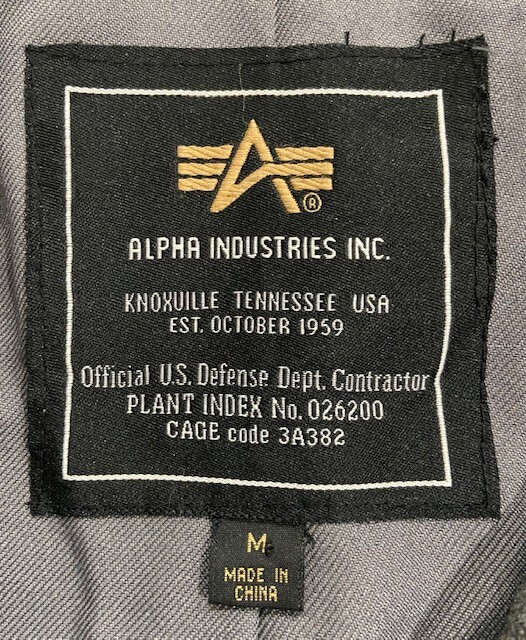 ®
ALPHA INDUSTRIES INC.
KNOXVILLE TENNESSEE USA
EST. OCTOBER 1959
Official U.S. Defense Dept. Contractor
PLANT INDEX No. 026200
CAGE code 3A382
M
MADE IN
CHINA